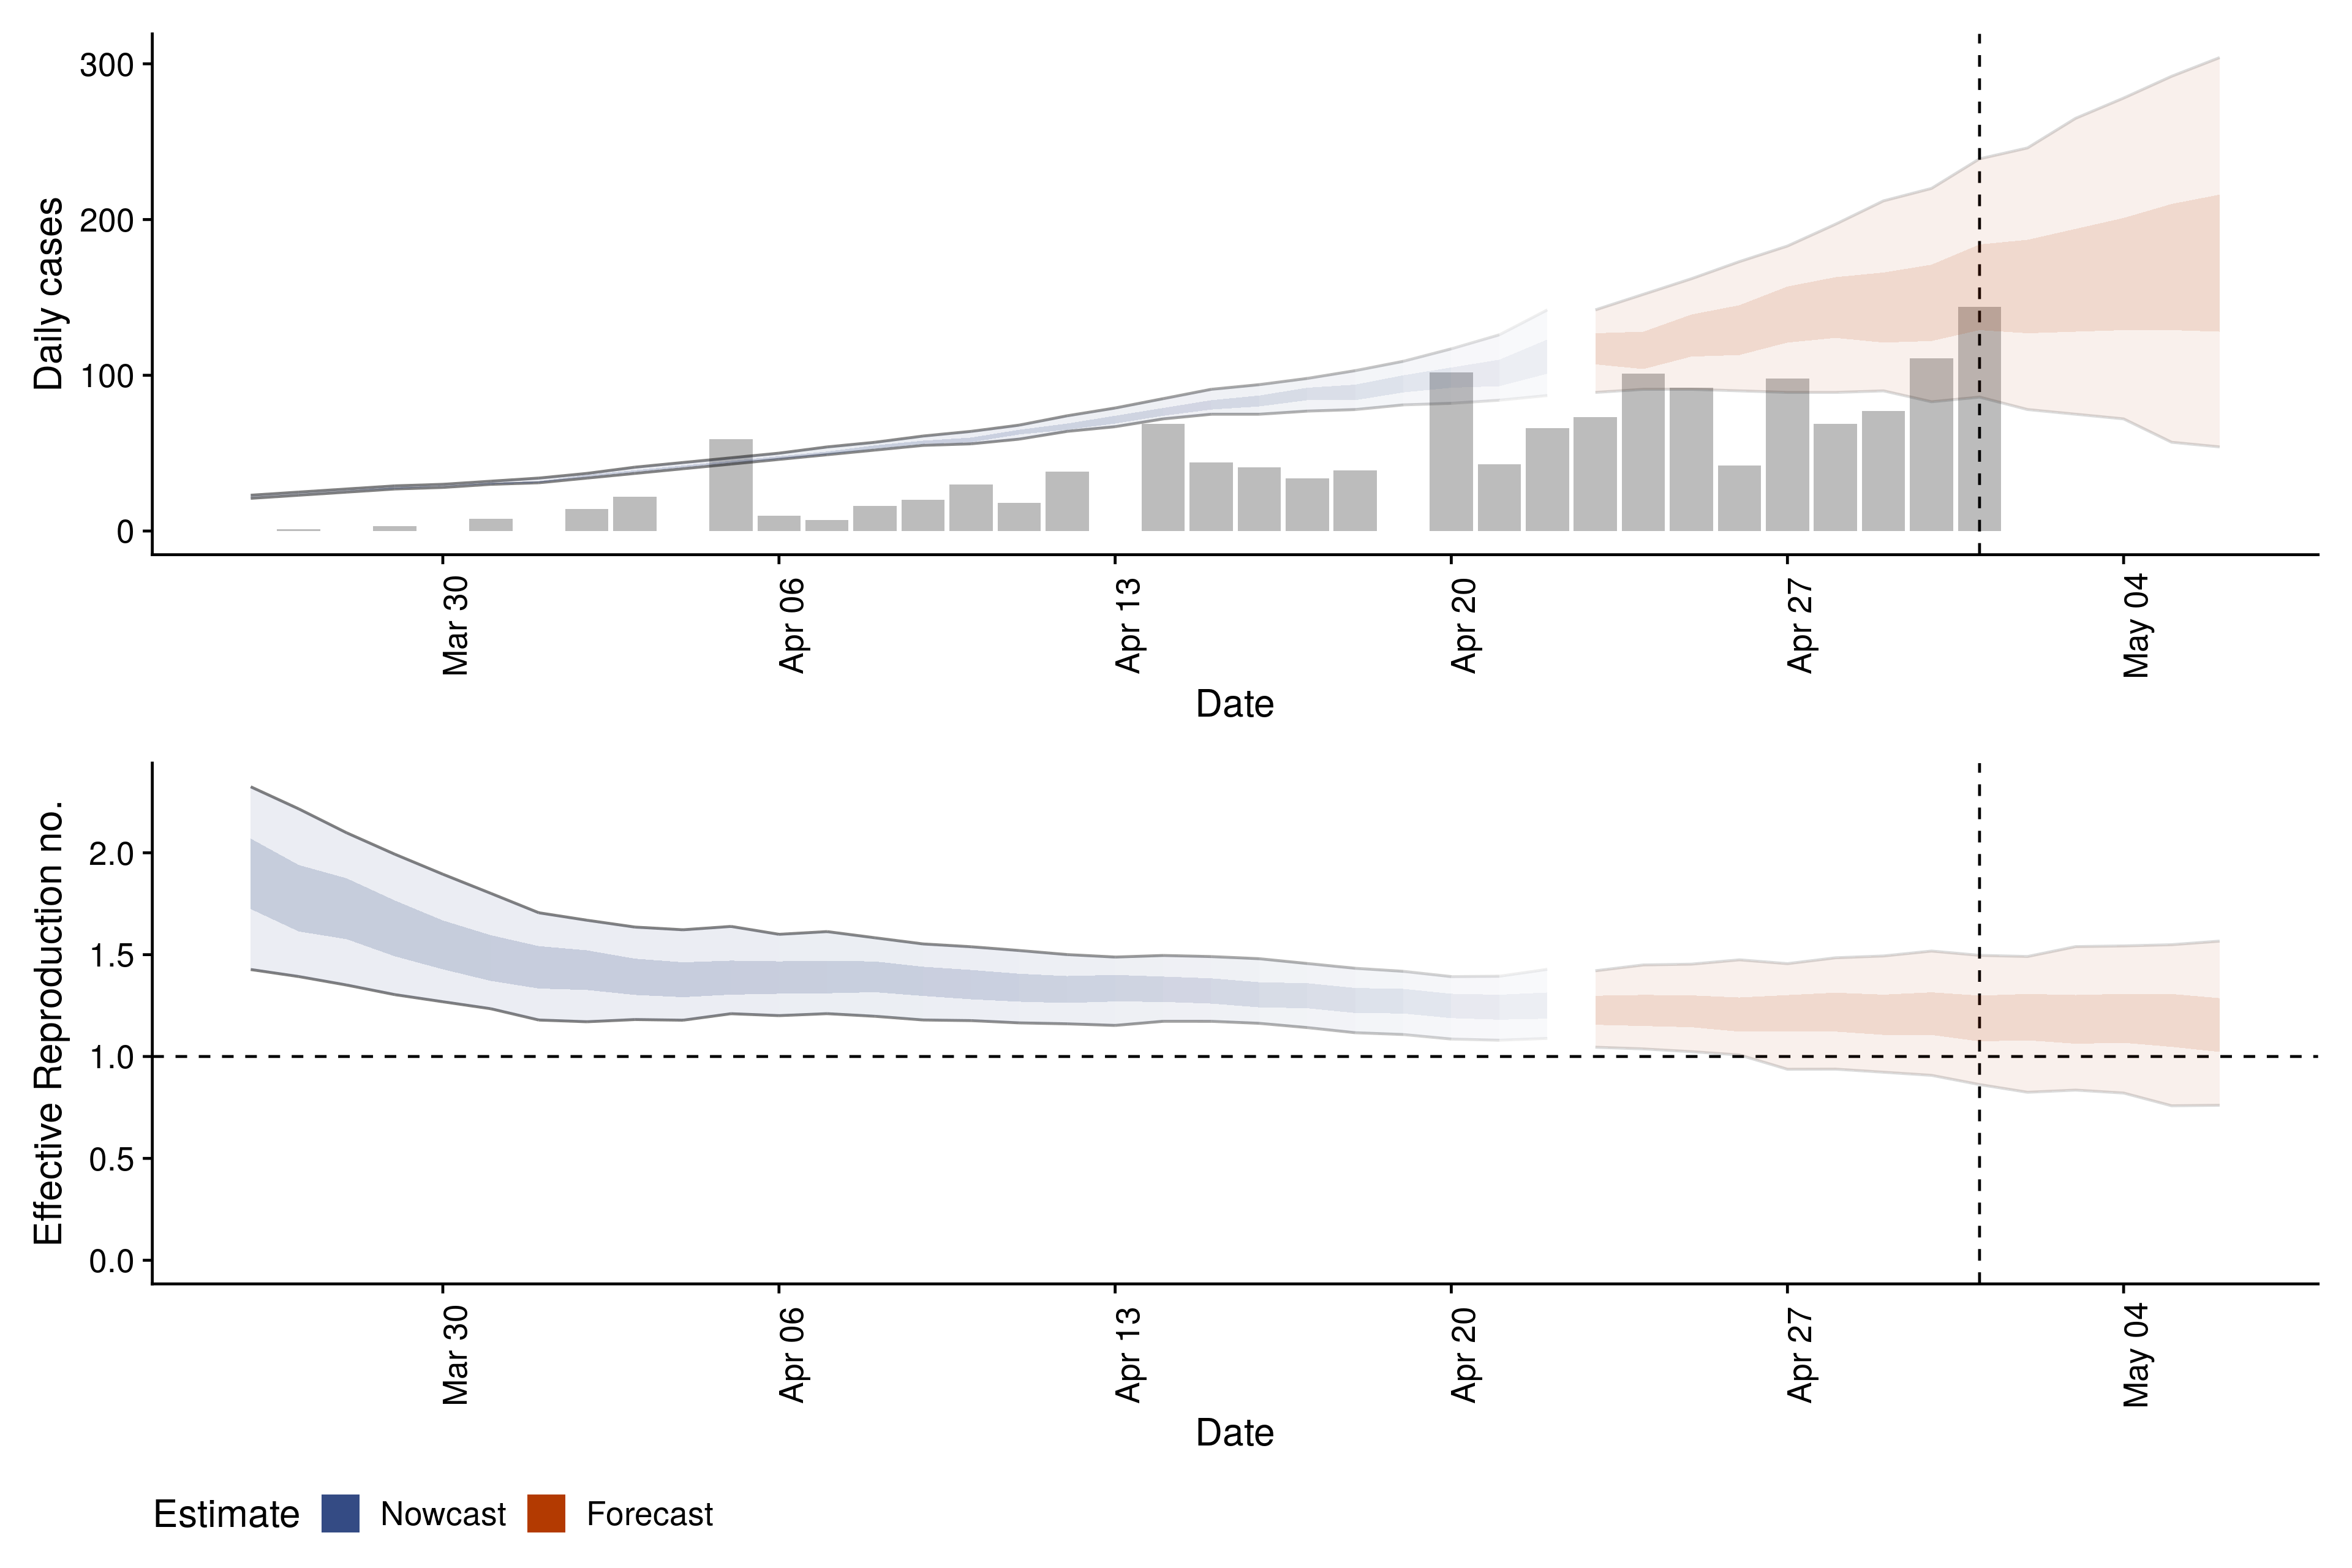 300
200
100
0
Daily cases
Mar 30
Apr 06
Apr 13
Apr 20
Apr 27
May 04
Date
2.0
1.5
1.0
0.5
0.0
Effective Reproduction no.
Mar 30
Apr 06
Apr 13
Apr 20
Apr 27
May 04
Date
Estimate Nowcast Forecast